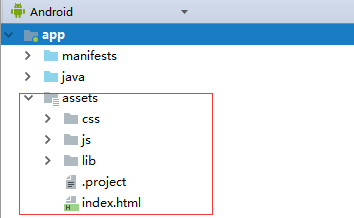 Android
app
manifests
java
assets
css
js
lib
.project
index.html